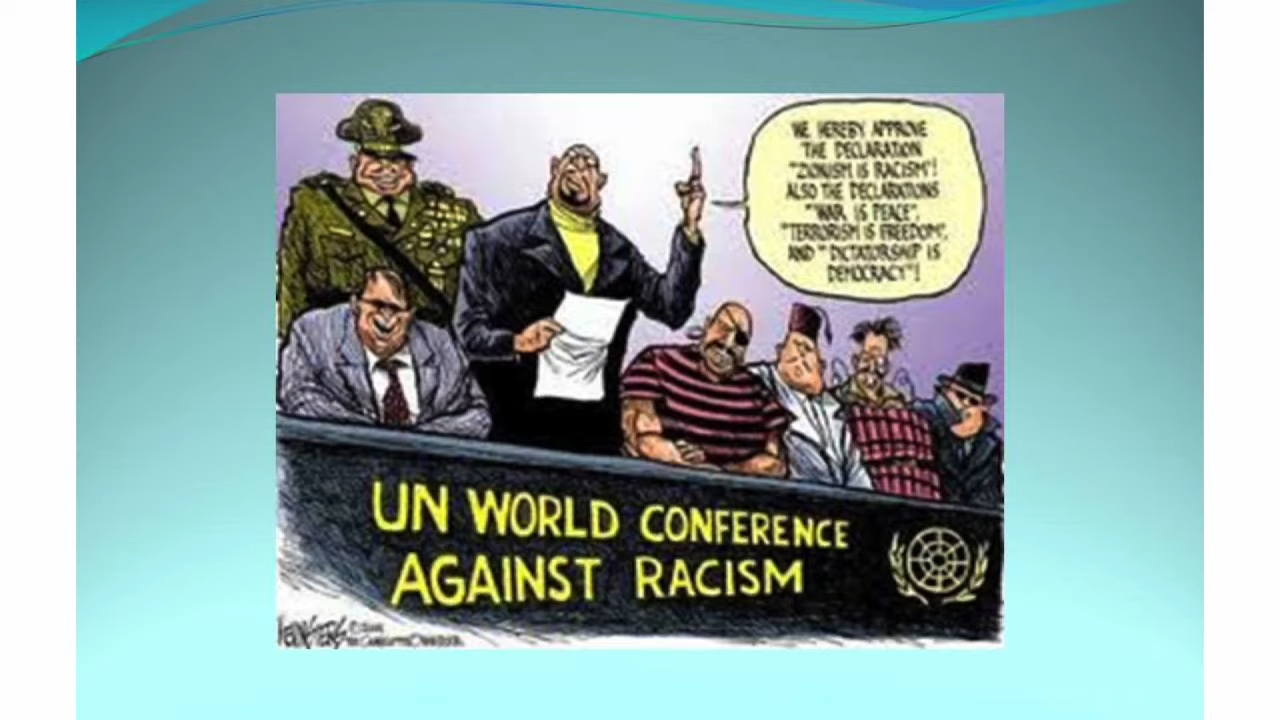 WE HEREBY APPROVE
THE DECLARATION
"ZIONISM IS RACISM"!
ALSO THE DECLARATIONS
"WAR IS PEACE",
"TERRORISM IS FREEDOM",
AND "DICTATORSHIP IS
DEMOCRACY"!
UN WORLD CONFERENCE
AGAINST RACISM